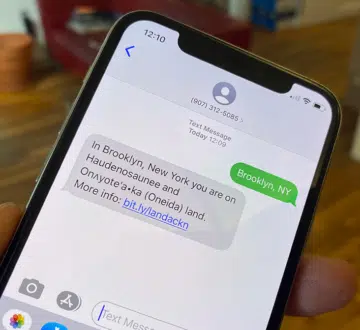 12:10
(907) 312-5085
Text Message
Today 12:09
Brooklyn, NY
In Brooklyn, New York you are on
Haudenosaunee and
Onʌyote'a•ka (Oneida) land.
More info: bit.ly/landackn
Text Message